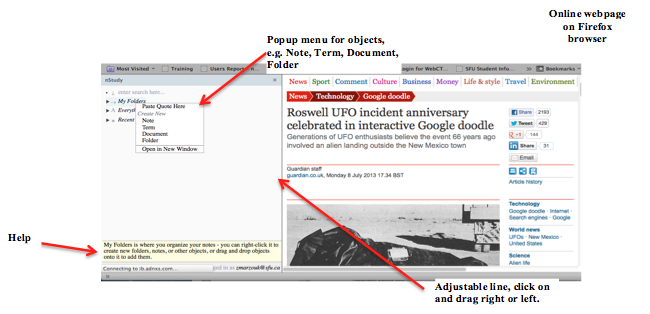 Online webpage
on Firefox
browser
Popup menu for objects,
e.g. Note, Term, Document,
Folder
Most Visited Training Users Report... ogin for WebCT... SFU Student Info... » Bookmarks
nStudy
enter search here...
My Folders
Everyth
Recent
Paste Quote Here
Create New
Note
Term
Document
Folder
Open in New Window
News Sport Comment Culture Business Money Life & style Travel Environment
News Technology Google doodle
Roswell UFO incident anniversary
celebrated in interactive Google doodle
Generations of UFO enthusiasts believe the event 66 years ago
involved an alien landing outside the New Mexico town
Guardian staff
guardian.co.uk, Monday 8 July 2013 17.34 BST
Share 2193
Tweet 429
+1 144
Share 31
Email
Article history
Technology
Google doodle · Internet ·
Search engines · Google
World news
UFOs · New Mexico ·
United States
Science
Alien life
Help
My Folders is where you organize your notes - you can right-click it to
create new folders, notes, or other objects, or drag and drop objects
onto it to add them.
Connecting to ib.adnxs.com...
ged in as zmarzouk@sfu.ca
Adjustable line, click on
and drag right or left.